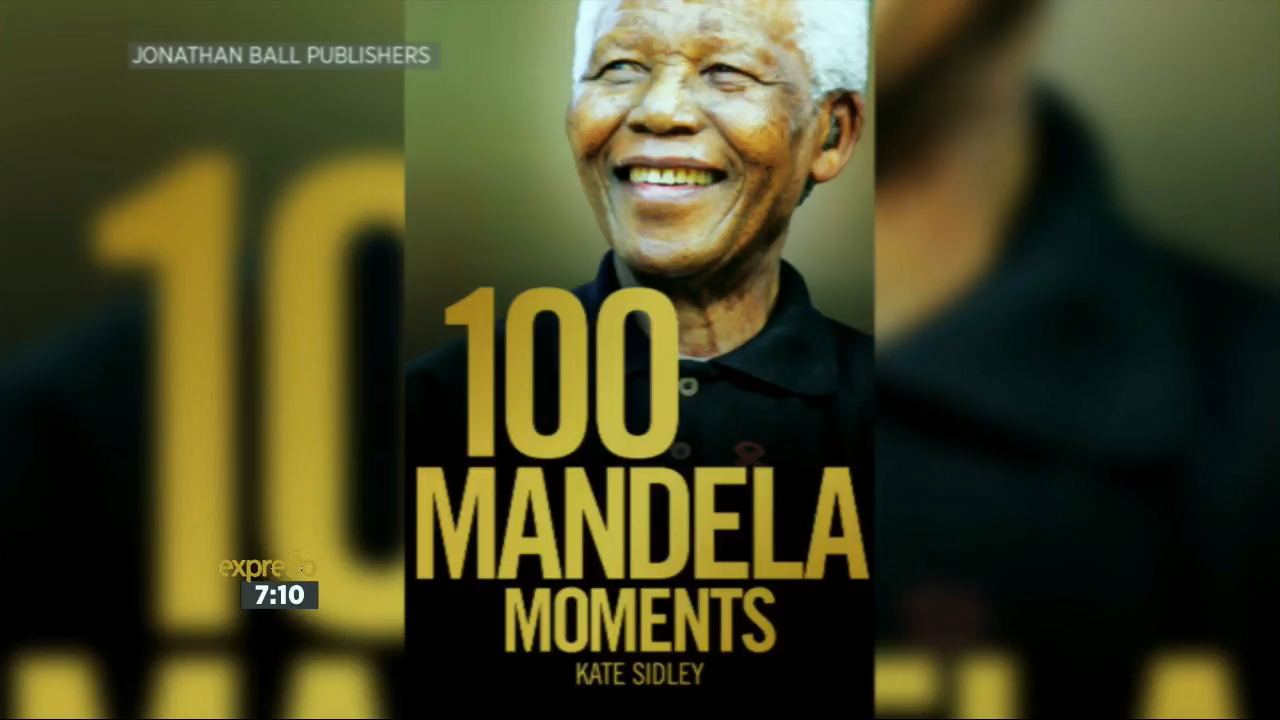 JONATHAN BALL PUBLISHERS
100
MANDELA
MOMENTS
KATE SIDLEY
7:10